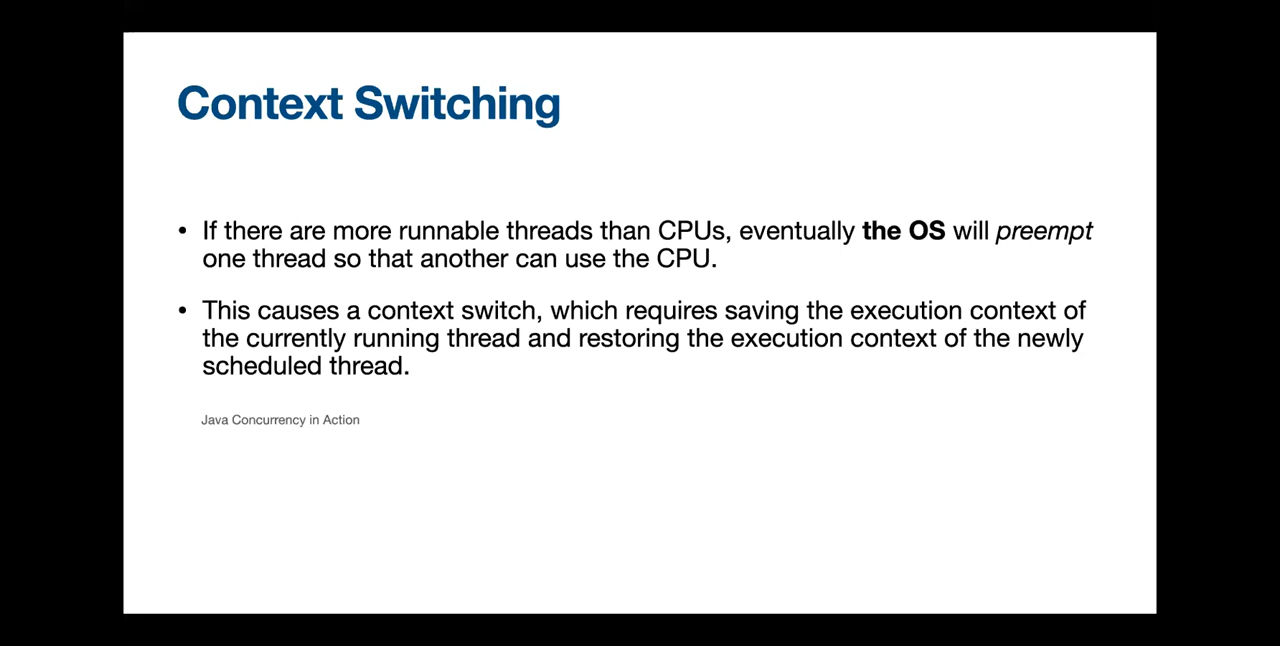 Context Switching
• If there are more runnable threads than CPUs, eventually the OS will preempt
one thread so that another can use the CPU.
• This causes a context switch, which requires saving the execution context of
the currently running thread and restoring the execution context of the newly
scheduled thread.
Java Concurrency in Action